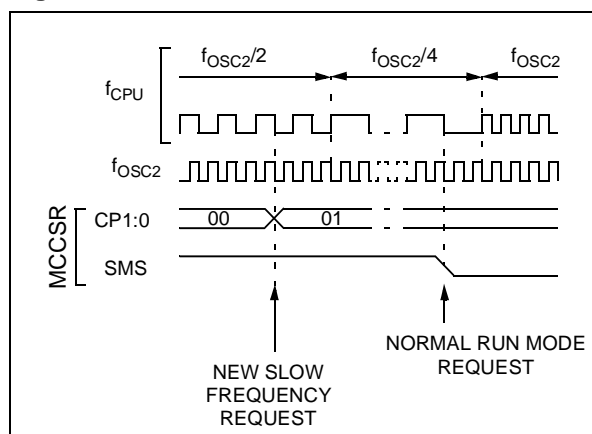 fOSC2/2 fOSC2/4 fOSC2
fCPU
fOSC2
MCCSR
CP1:0 00 01
SMS
NEW SLOW
FREQUENCY
REQUEST
NORMAL RUN MODE
REQUEST